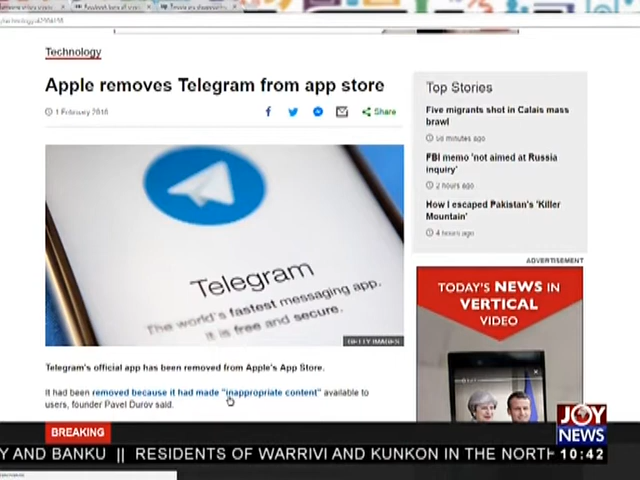 Technology
Apple removes Telegram from app store
1 February 2018
Share
Telegram
The world's fastest messaging app.
it is free and secure.
GETTY IMAGES
Telegram's official app has been removed from Apple's App Store.
It had been removed because it had made "inappropriate content" available to
users, founder Pavel Durov said.
Top Stories
Five migrants shot in Calais mass
brawl
58 minutes ago
FBI memo 'not aimed at Russia
inquiry'
2 hours ago
How I escaped Pakistan's 'Killer
Mountain'
4 hours ago
ADVERTISEMENT
TODAY'S NEWS IN
VERTICAL
VIDEO
JOY
NEWS
BREAKING
Y AND BANKU || RESIDENTS OF WARRIVI AND KUNKON IN THE NORTH
10:42